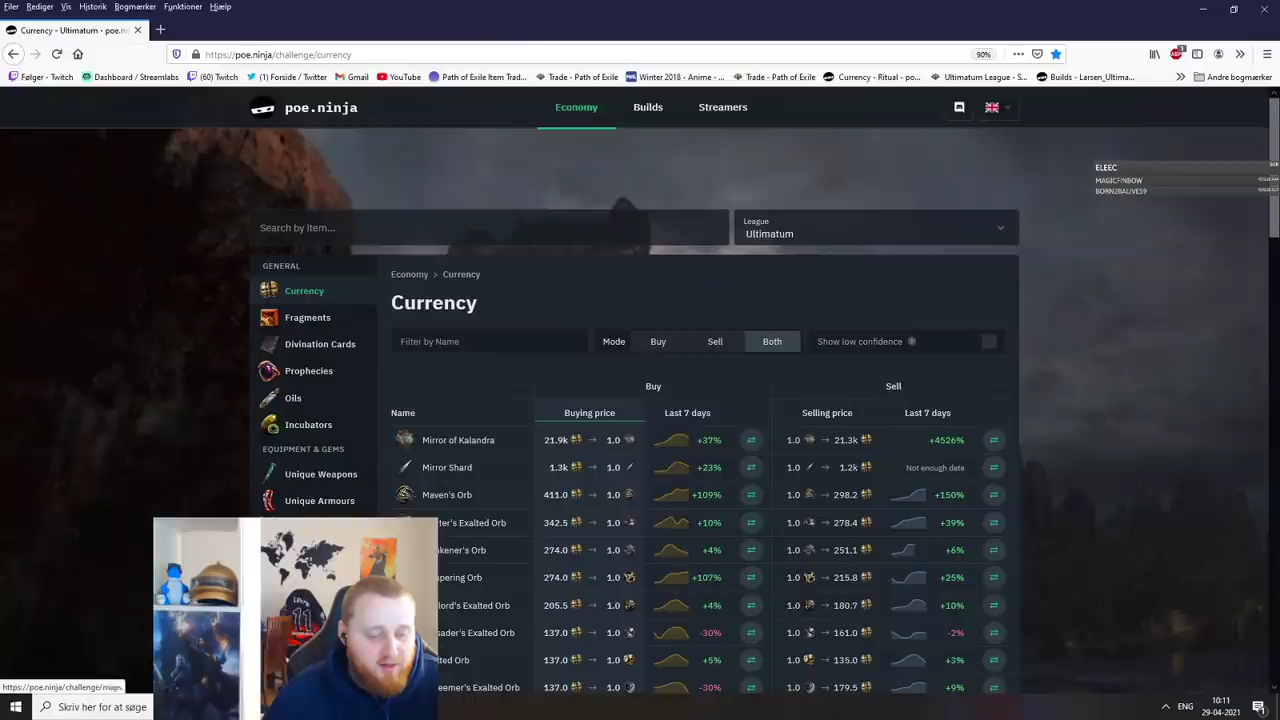 Filer Rediger Vis Historik Bogmærker Funktioner Hjælp
Currency - Ultimatum - poe.nin
https://poe.ninja/challenge/currency 90%
Følger - Twitch Dashboard / Streamlabs (60) Twitch (1) Forside / Twitter Gmail YouTube Path of Exile Item Trad... Trade - Path of Exile Winter 2018 - Anime - ... Trade - Path of Exile Currency - Ritual - po... Ultimatum League - S... Builds - Larsen_Ultima... Andre bogmærker
poe.ninja Economy Builds Streamers
ELEEC
MAGICFINBOW
BORN2BALIVE59
Search by item...
League
Ultimatum
GENERAL
Currency
Fragments
Divination Cards
Prophecies
Oils
Incubators
EQUIPMENT & GEMS
Unique Weapons
Unique Armours
Economy > Currency
Currency
Filter by Name Mode Buy Sell Both Show low confidence
Buy Sell
Name Buying price Last 7 days Selling price Last 7 days
Mirror of Kalandra 21.9k → 1.0 +37% 1.0 → 21.3k +4526%
Mirror Shard 1.3k → 1.0 +23% 1.0 → 1.2k Not enough data
Maven's Orb 411.0 → 1.0 +109% 1.0 → 298.2 +150%
ter's Exalted Orb 342.5 → 1.0 +10% 1.0 → 278.4 +39%
kener's Orb 274.0 → 1.0 +4% 1.0 → 251.1 +6%
pering Orb 274.0 → 1.0 +107% 1.0 → 215.8 +25%
lord's Exalted Orb 205.5 → 1.0 +4% 1.0 → 180.7 +10%
sader's Exalted Orb 137.0 → 1.0 -30% 1.0 → 161.0 -2%
lted Orb 137.0 → 1.0 +5% 1.0 → 135.0 +3%
eemer's Exalted Orb 137.0 → 1.0 -30% 1.0 → 179.5 +9%
11
Skriv her for at søge
ENG
10:11
29-04-2021